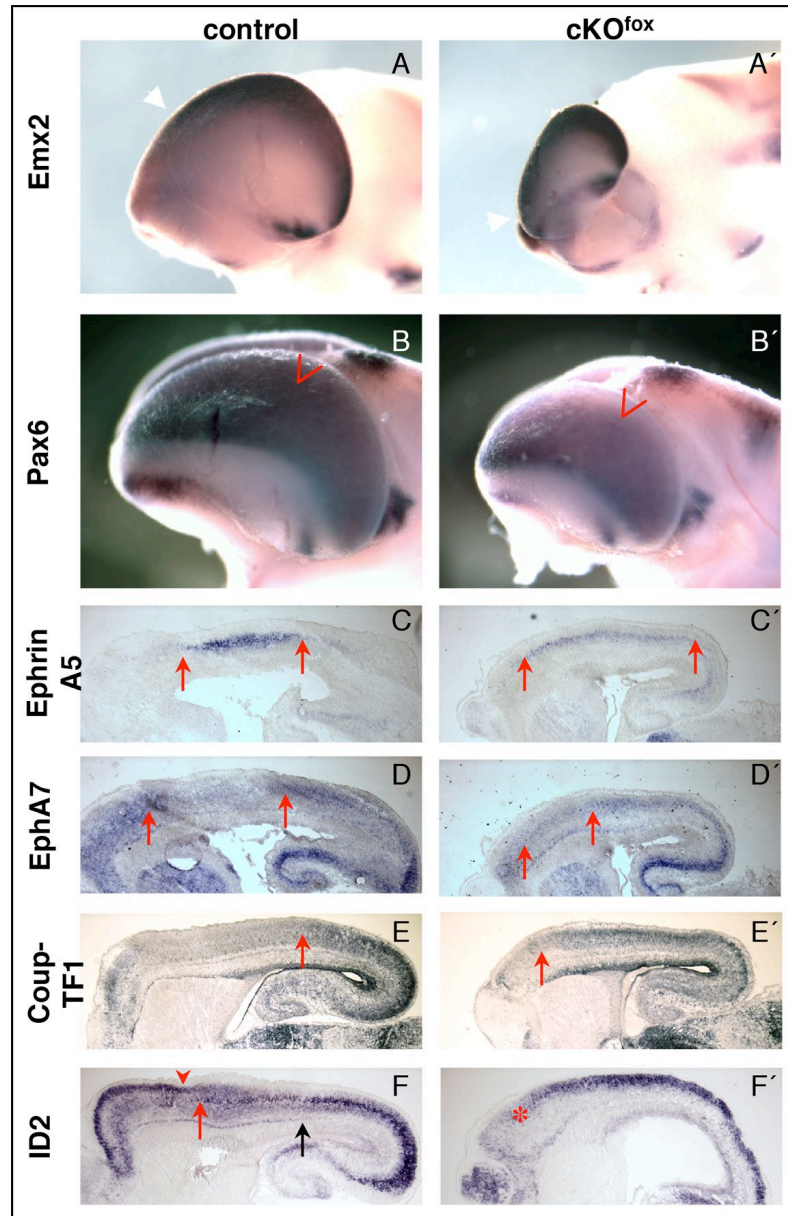 control cKOfox
Emx2 A A´
Pax6 B B´
Ephrin A5 C C´
EphA7 D D´
Coup-TF1 E E´
ID2 F F´ *